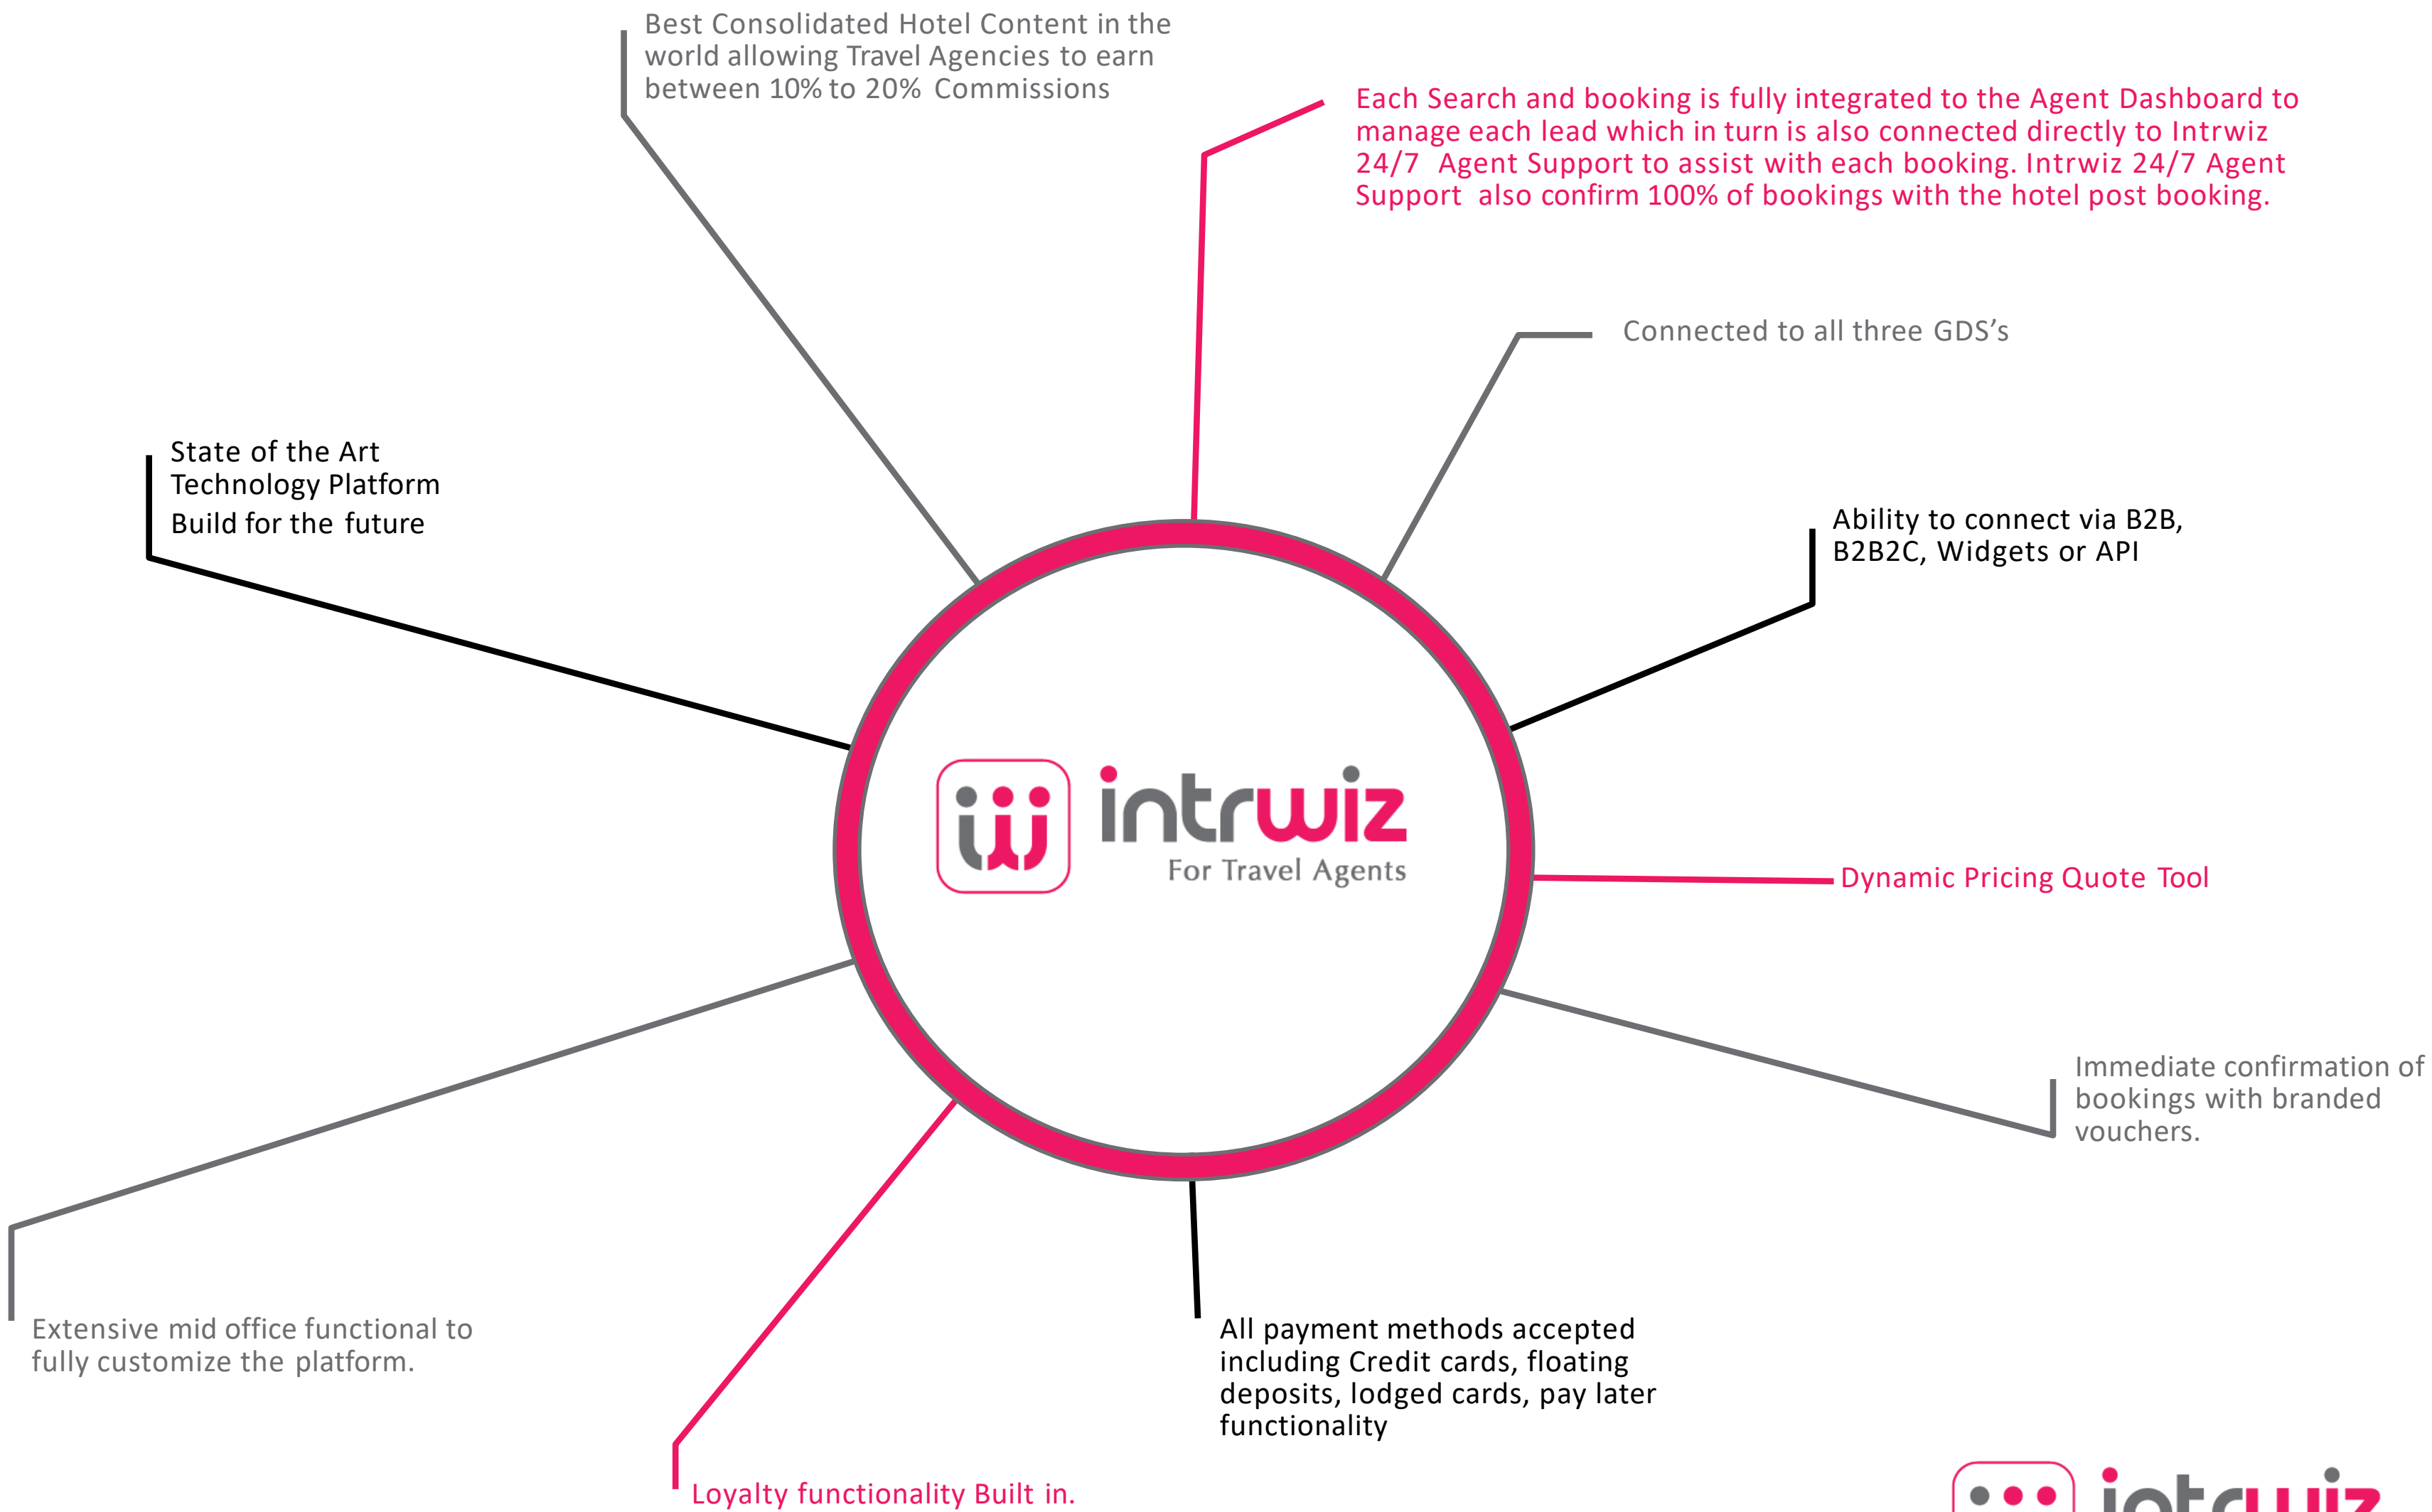 Best Consolidated Hotel Content in the
world allowing Travel Agencies to earn
between 10% to 20% Commissions
Each Search and booking is fully integrated to the Agent Dashboard to
manage each lead which in turn is also connected directly to Intrwiz
24/7 Agent Support to assist with each booking. Intrwiz 24/7 Agent
Support also confirm 100% of bookings with the hotel post booking.
Connected to all three GDS’s
State of the Art
Technology Platform
Build for the future
Ability to connect via B2B,
B2B2C, Widgets or API
intrwiz
For Travel Agents
Dynamic Pricing Quote Tool
Immediate confirmation of
bookings with branded
vouchers.
Extensive mid office functional to
fully customize the platform.
All payment methods accepted
including Credit cards, floating
deposits, lodged cards, pay later
functionality
Loyalty functionality Built in.
intrwiz